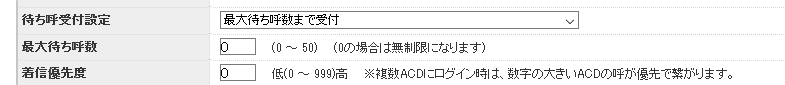 待ち呼受付設定 最大待ち呼数まで受付
最大待ち呼数 0 (0 ～ 50) (0の場合は無制限になります)
着信優先度 0 低(0 ～ 999)高 ※複数ACDにログイン時は、数字の大きいACDの呼が優先で繋がります。